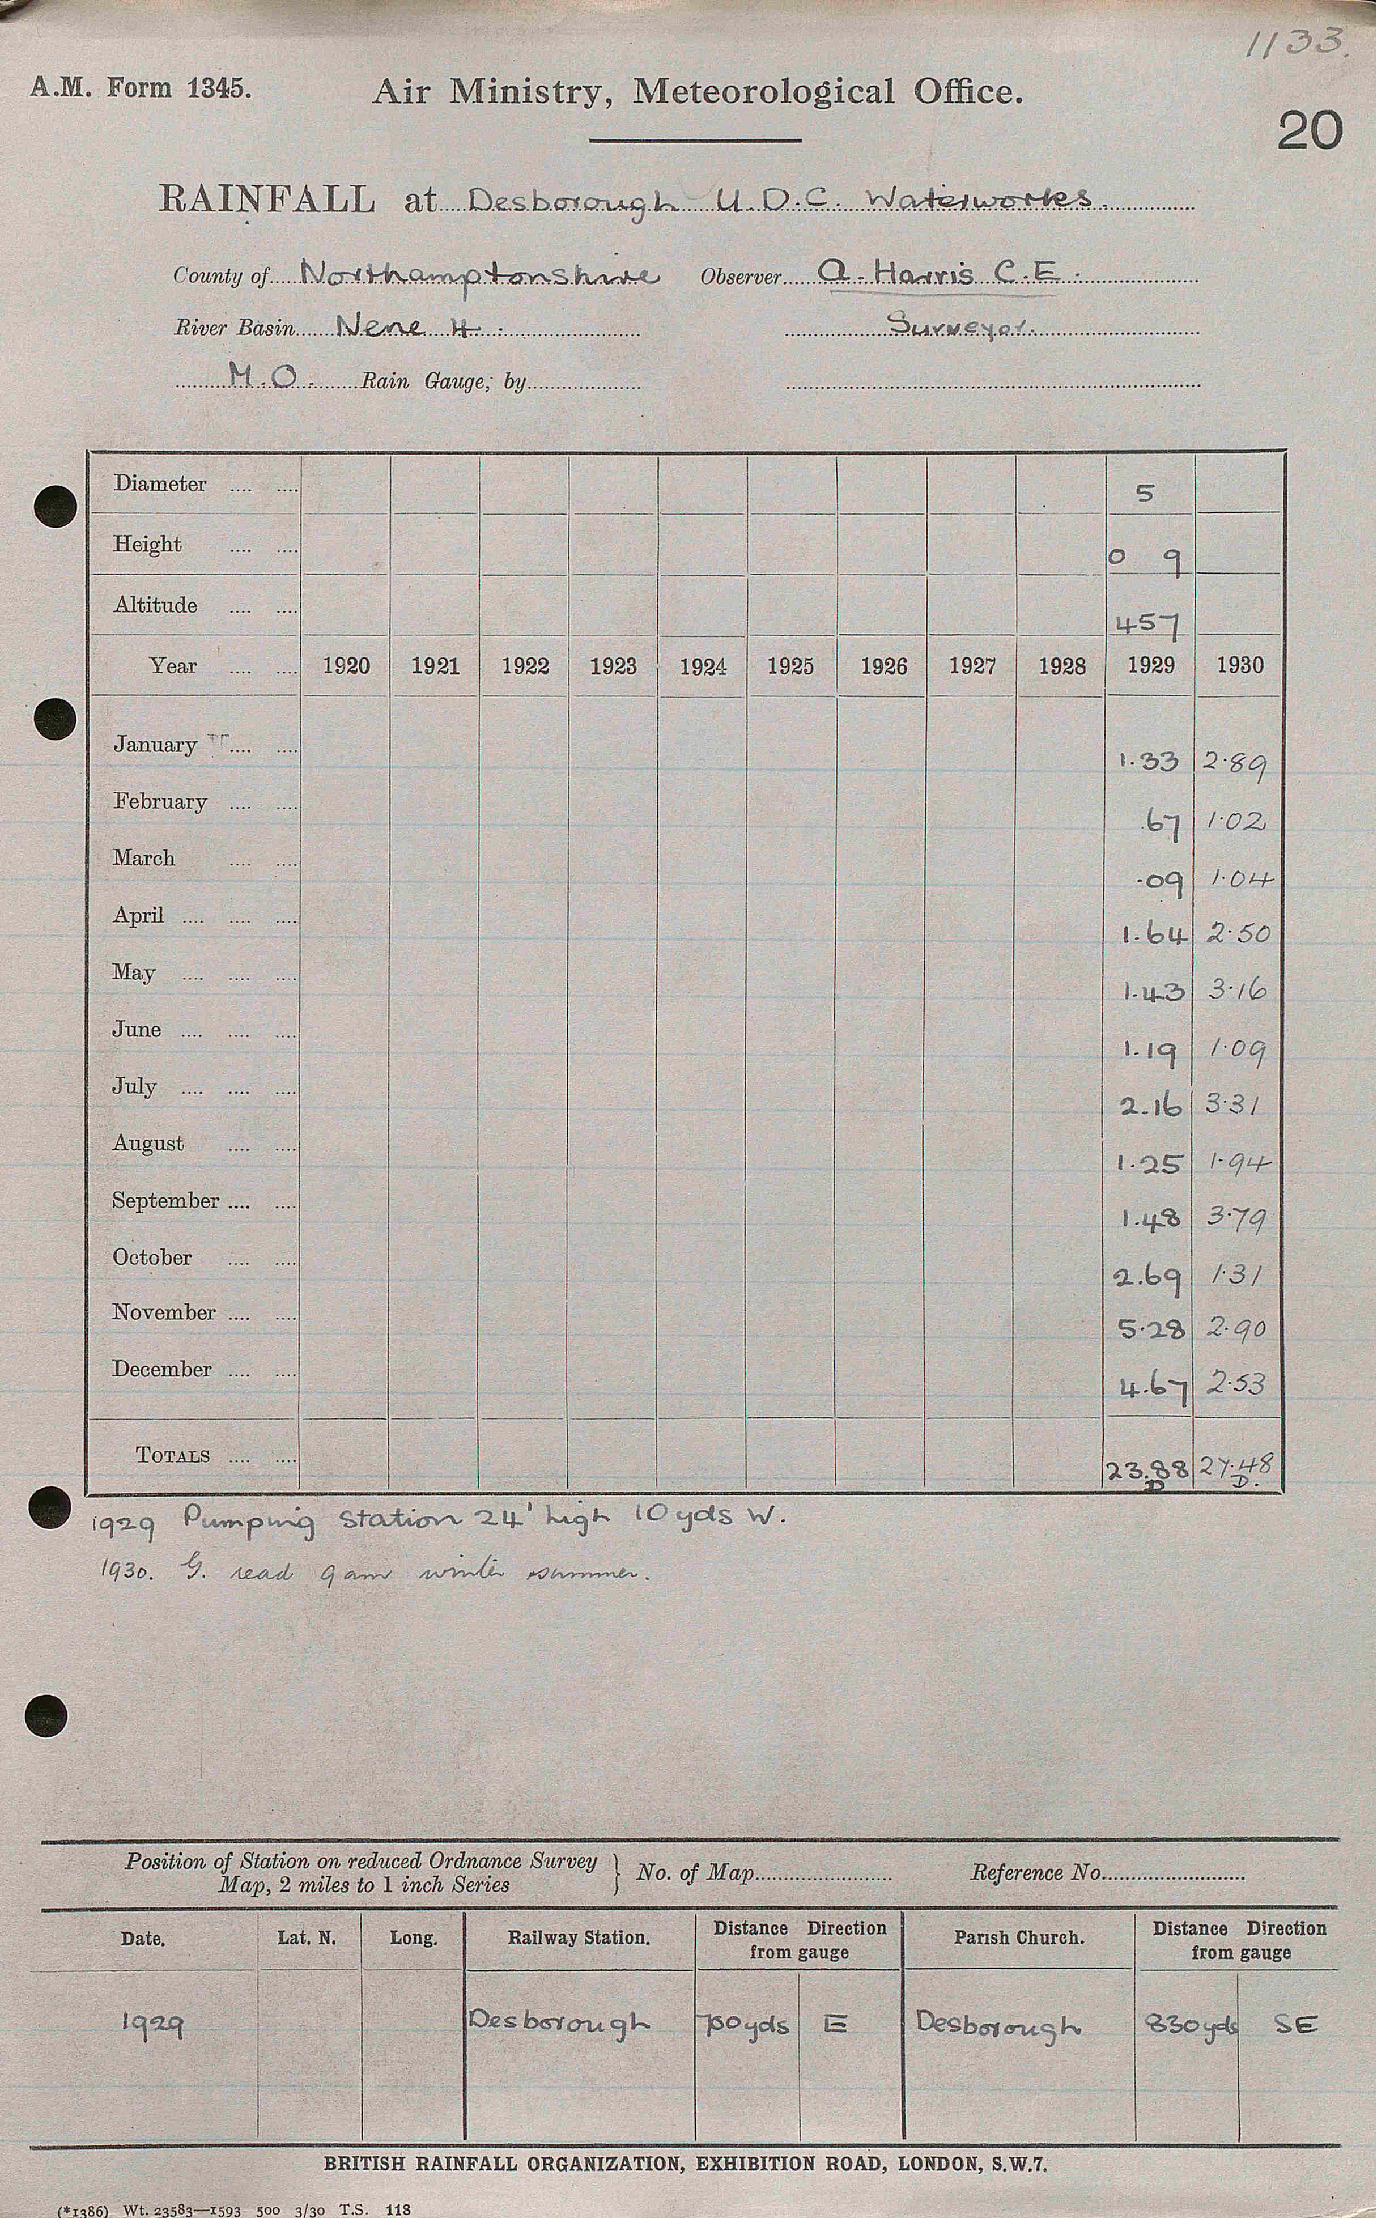 1133.
A.M. Form 1345.
Air Ministry, Meteorological Office.
20
RAINFALL at Desborough U.D.C. Waterworks.
County of Northamptonshire Observer A. Harris C.E.
River Basin Nene 4. Surveyor.
M.O. Rain Gauge, by
Diameter .... .... 5
Height .... .... 0 9
Altitude .... .... 457
Year .... .... 1920 1921 1922 1923 1924 1925 1926 1927 1928 1929 1930
January .... .... 1.33 2.89
February .... .... .67 1.02
March .... .... .09 1.04
April .... .... .... 1.64 2.50
May .... .... .... 1.43 3.16
June .... .... .... 1.19 1.09
July .... .... .... 2.16 3.31
August .... .... 1.25 1.94
September .... .... 1.48 3.79
October .... .... 2.69 1.31
November .... .... 5.28 2.90
December .... .... 4.67 2.53
TOTALS .... .... 23.88 27.48
D D.
1929 Pumping station 24' high 10 yds W.
1930. G. read 9 am winter summer.
Position of Station on reduced Ordnance Survey
Map, 2 miles to 1 inch Series } No. of Map Reference No.
Date. Lat. N. Long. Railway Station. Distance Direction from gauge Parish Church. Distance Direction from gauge
1929 Desborough 700yds E Desborough 830yds SE
BRITISH RAINFALL ORGANIZATION, EXHIBITION ROAD, LONDON, S.W.7.
(*1386) Wt. 23583—1593 500 3/30 T.S. 118